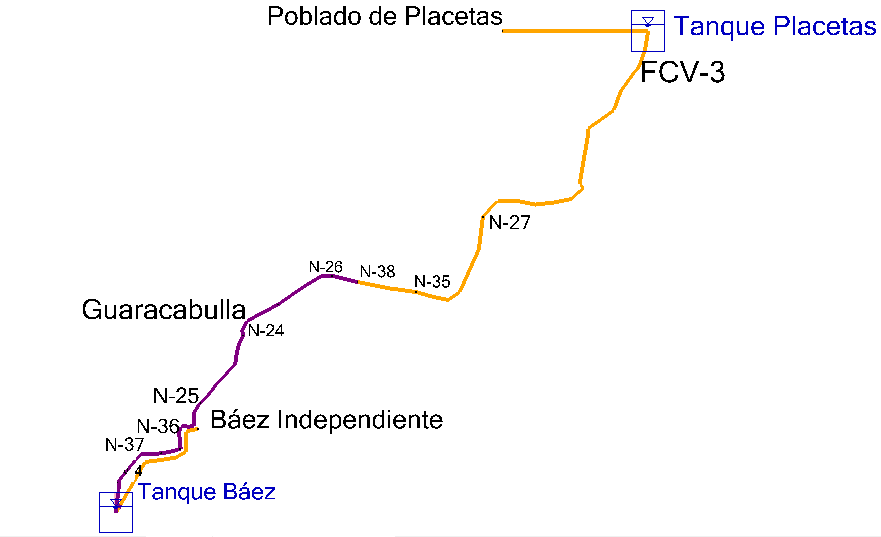 Poblado de Placetas
Tanque Placetas
FCV-3
N-27
N-26
N-38
N-35
Guaracabulla
N-24
N-25
N-36
Báez Independiente
N-37
4
Tanque Báez